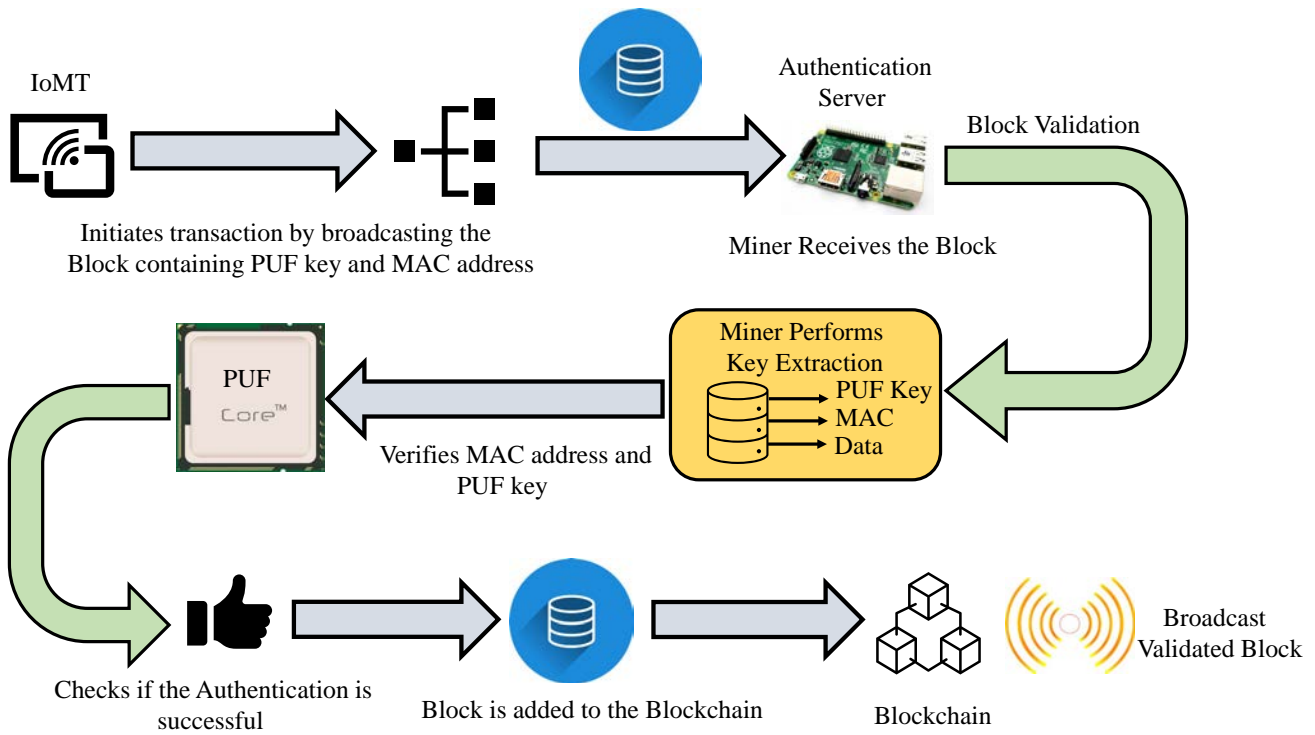 IoMT
Authentication
Server
Block Validation
Initiates transaction by broadcasting the
Block containing PUF key and MAC address
Miner Receives the Block
Miner Performs
Key Extraction
PUF Key
MAC
Data
PUF
Core™
Verifies MAC address and
PUF key
Checks if the Authentication is
successful
Block is added to the Blockchain
Blockchain
Broadcast
Validated Block